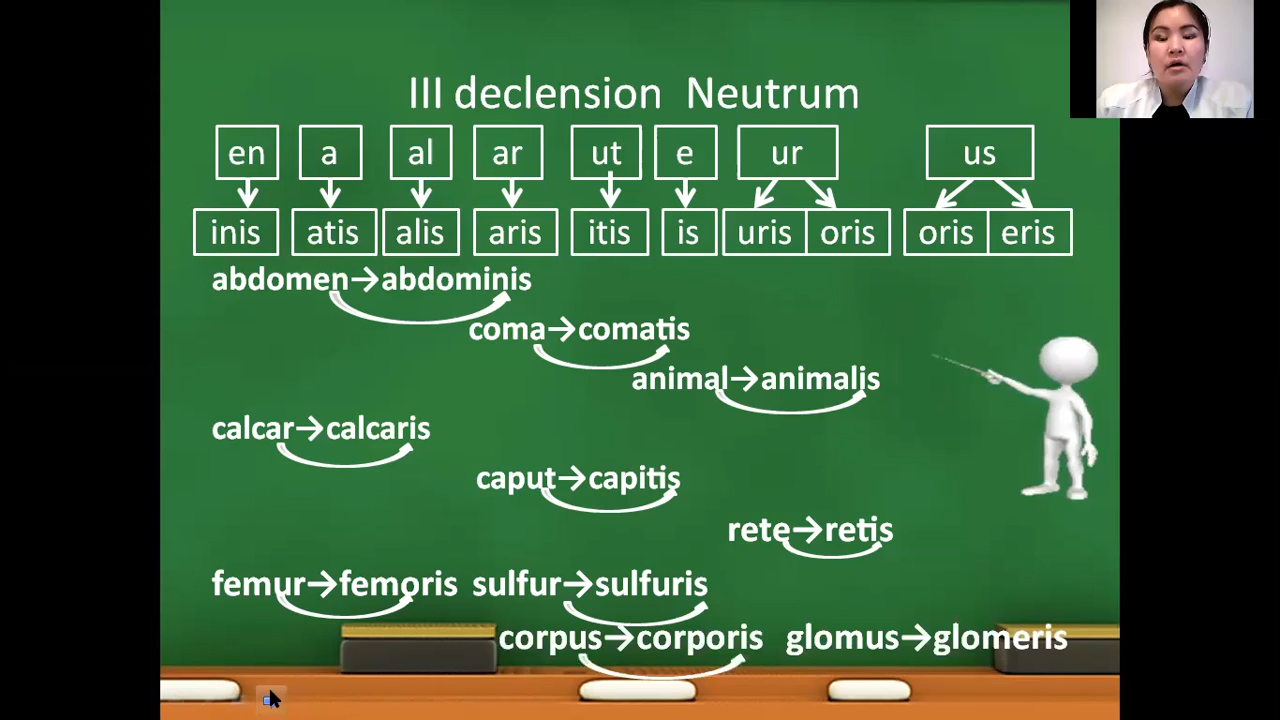 III declension Neutrum
en a al ar ut e ur us
inis atis alis aris itis is uris oris oris eris
abdomen→abdominis
coma→comatis
animal→animalis
calcar→calcaris
caput→capitis
rete→retis
femur→femoris sulfur→sulfuris
corpus→corporis glomus→glomeris